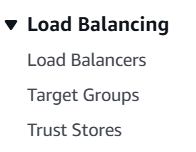 Load Balancing
Load Balancers
Target Groups
Trust Stores